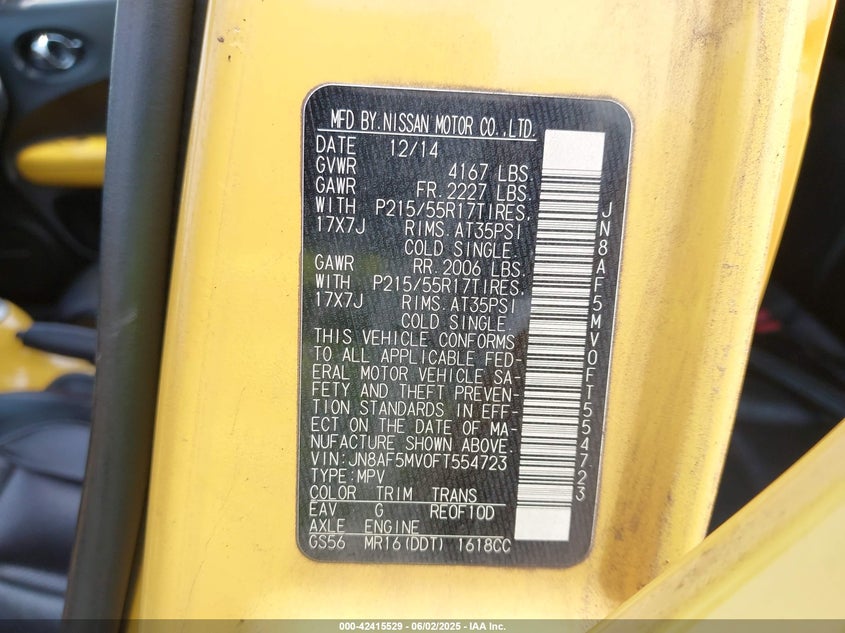 MFD BY.NISSAN MOTOR CO.,LTD.
DATE 12/14
GVWR 4167 LBS.
GAWR FR. 2227 LBS.
WITH P215/55R17TIRES,
17X7J RIMS. AT35PSI
COLD SINGLE.
GAWR RR. 2006 LBS.
WITH P215/55R17TIRES,
17X7J RIMS. AT35PSI
COLD SINGLE
THIS VEHICLE CONFORMS
TO ALL APPLICABLE FED-
ERAL MOTOR VEHICLE SA-
FETY AND THEFT PREVEN-
TION STANDARDS IN EFF-
ECT ON THE DATE OF MA-
NUFACTURE SHOWN ABOVE.
VIN:JN8AF5MV0FT554723
TYPE:MPV
COLOR TRIM TRANS
EAV G RE0F10D
AXLE ENGINE
GS56 MR16(DDT) 1618CC
JN8AF5MV0FT554723
000-42415529 - 06/02/2025 - IAA Inc.